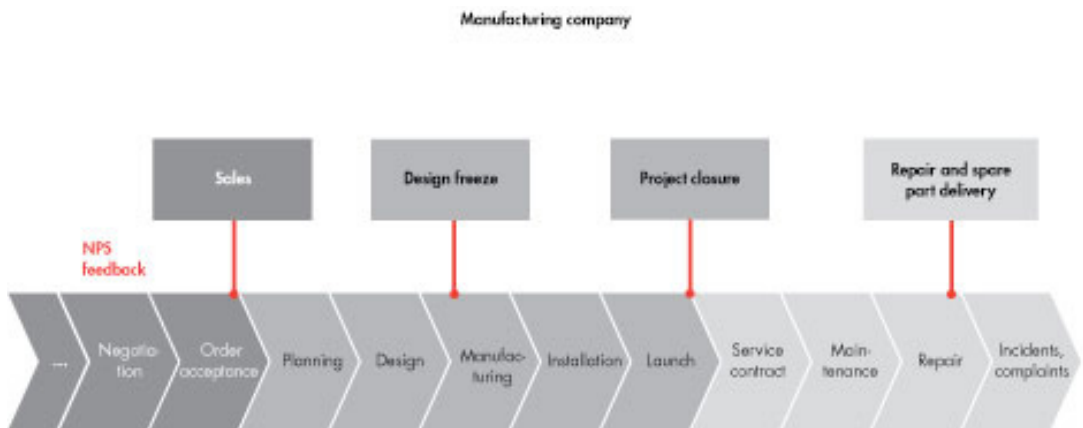 Manufacturing company
Sales
Design freeze
Project closure
Repair and spare
part delivery
NPS
feedback
...
Negotia-
tion
Order
acceptance
Planning
Design
Manufac-
turing
Installation
Launch
Service
contract
Main-
tenance
Repair
Incidents,
complaints